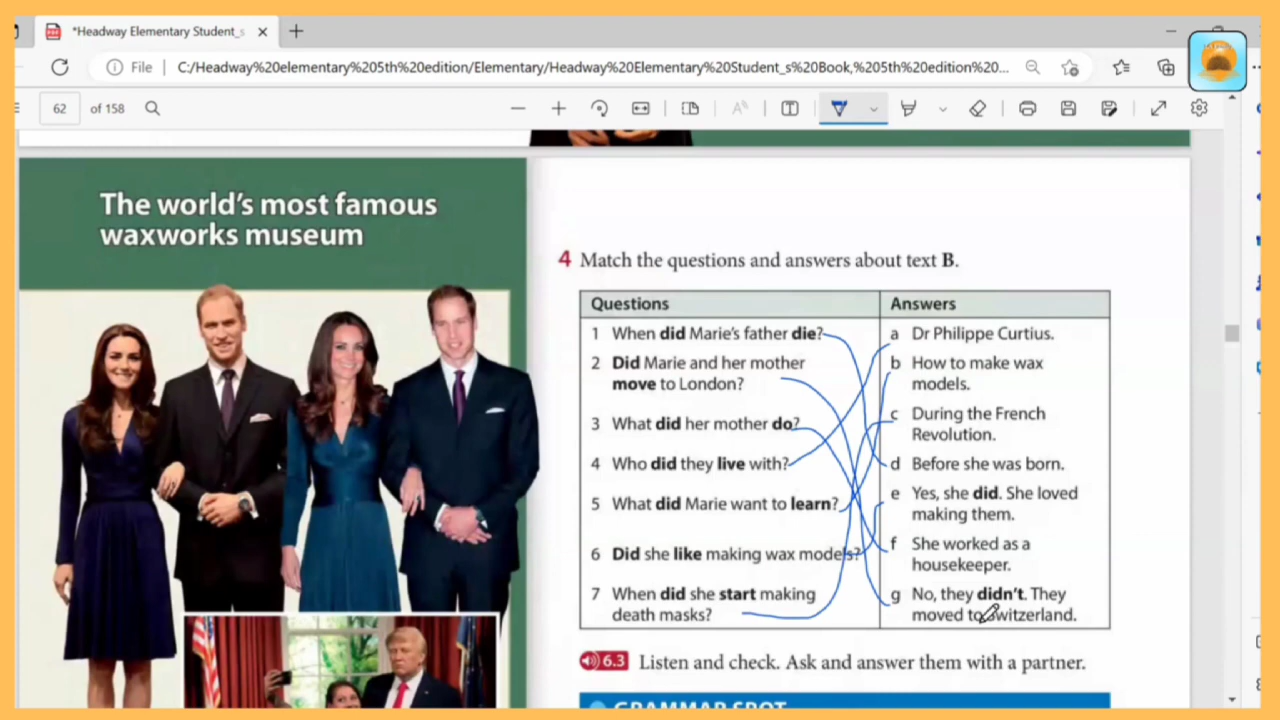 *Headway Elementary Student_s
File
C:/Headway%20elementary%205th%20edition/Elementary/Headway%20Elementary%20Student_s%20Book,%205th%20edition%20...
62
of 158
The world's most famous
waxworks museum
4 Match the questions and answers about text B.
Questions
Answers
1 When did Marie's father die?
a Dr Philippe Curtius.
2 Did Marie and her mother
move to London?
b How to make wax
models.
3 What did her mother do?
c During the French
Revolution.
4 Who did they live with?
d Before she was born.
5 What did Marie want to learn?
e Yes, she did. She loved
making them.
6 Did she like making wax models?
f She worked as a
housekeeper.
7 When did she start making
death masks?
g No, they didn't. They
moved to Switzerland.
6.3 Listen and check. Ask and answer them with a partner.
GRAMMAR SPOT